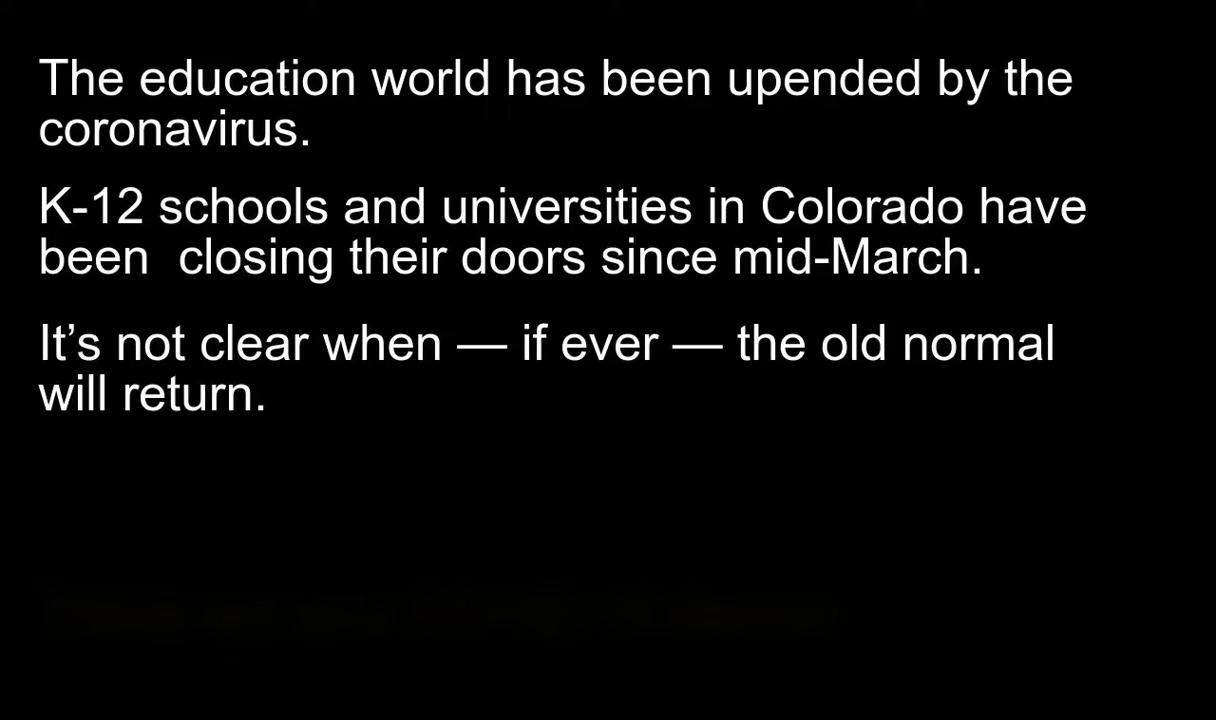 The education world has been upended by the
coronavirus.
K-12 schools and universities in Colorado have
been  closing their doors since mid-March.
It’s not clear when — if ever — the old normal
will return.